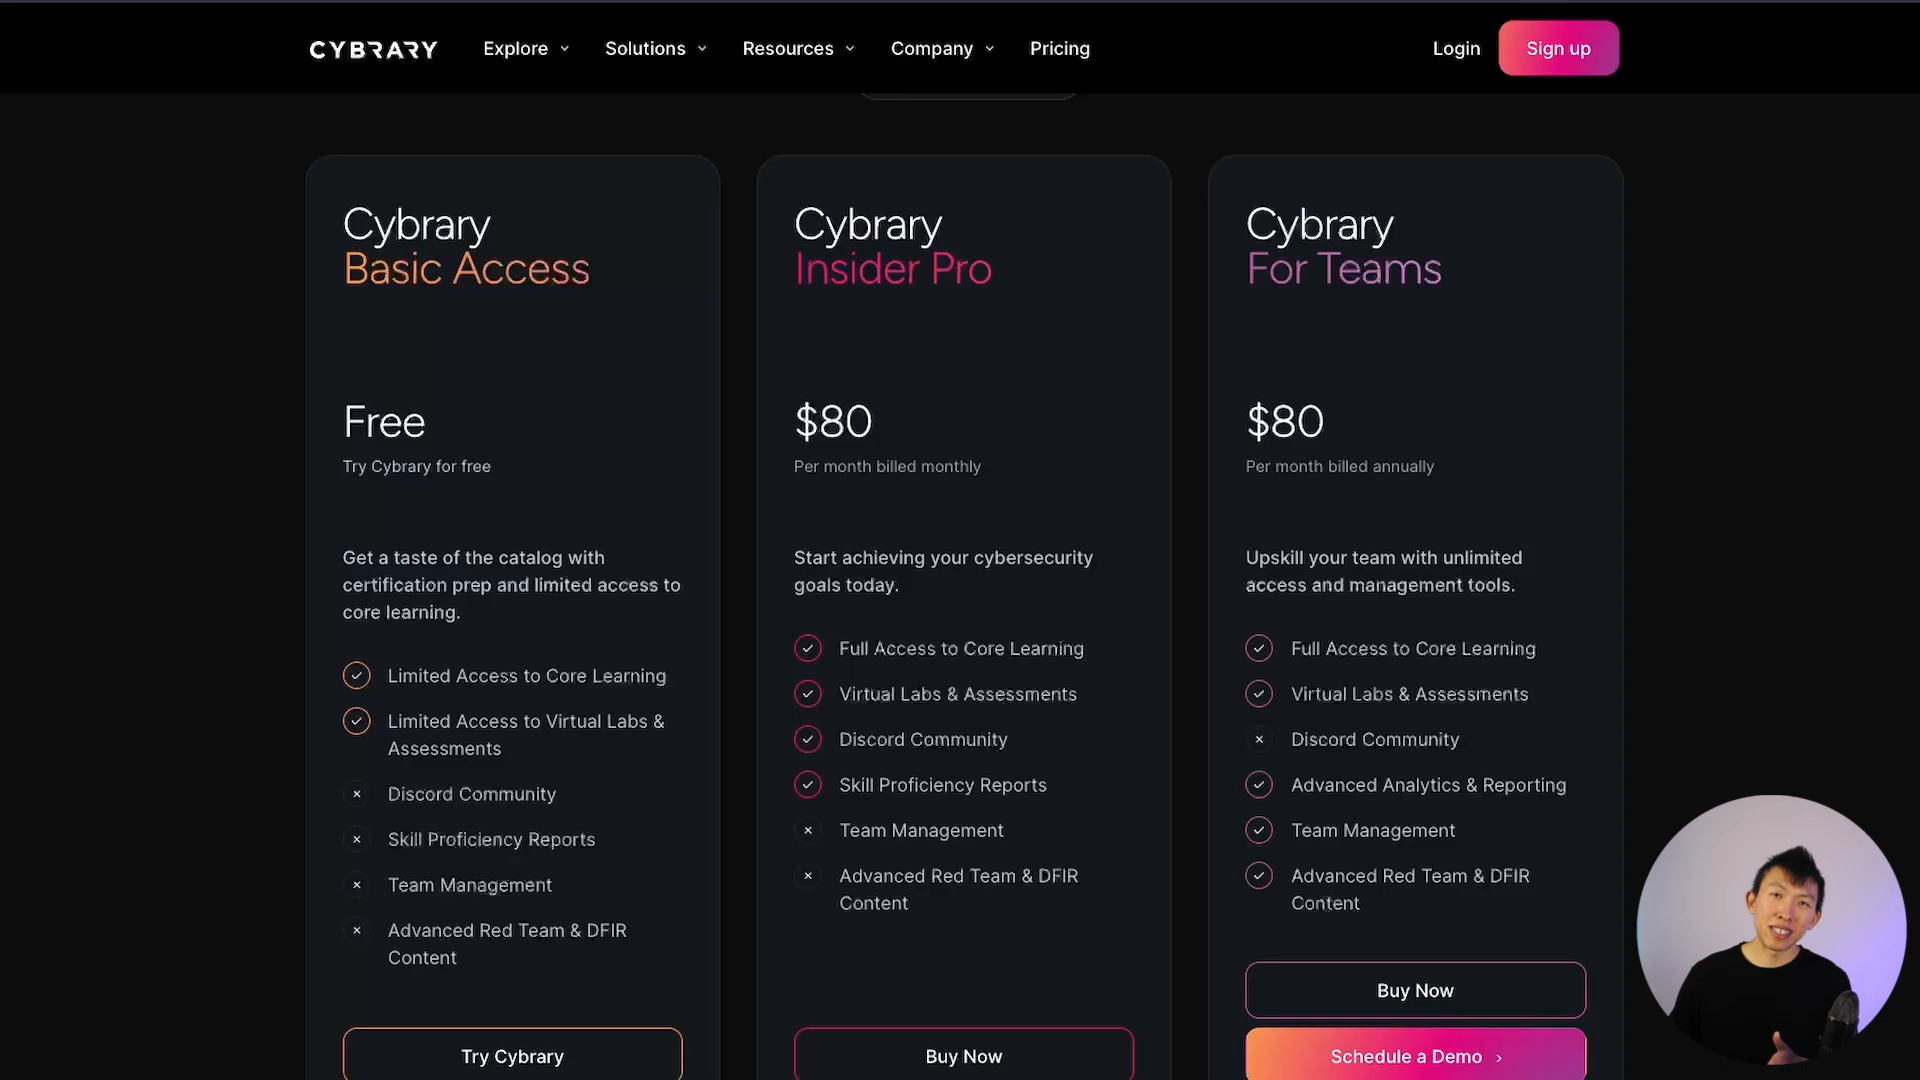 CYBRARY
Explore
Solutions
Resources
Company
Pricing
Login
Sign up
Cybrary
Basic Access
Free
Try Cybrary for free
Get a taste of the catalog with
certification prep and limited access to
core learning.
Limited Access to Core Learning
Limited Access to Virtual Labs &
Assessments
Discord Community
Skill Proficiency Reports
Team Management
Advanced Red Team & DFIR
Content
Try Cybrary
Cybrary
Insider Pro
$80
Per month billed monthly
Start achieving your cybersecurity
goals today.
Full Access to Core Learning
Virtual Labs & Assessments
Discord Community
Skill Proficiency Reports
Team Management
Advanced Red Team & DFIR
Content
Buy Now
Cybrary
For Teams
$80
Per month billed annually
Upskill your team with unlimited
access and management tools.
Full Access to Core Learning
Virtual Labs & Assessments
Discord Community
Advanced Analytics & Reporting
Team Management
Advanced Red Team & DFIR
Content
Buy Now
Schedule a Demo